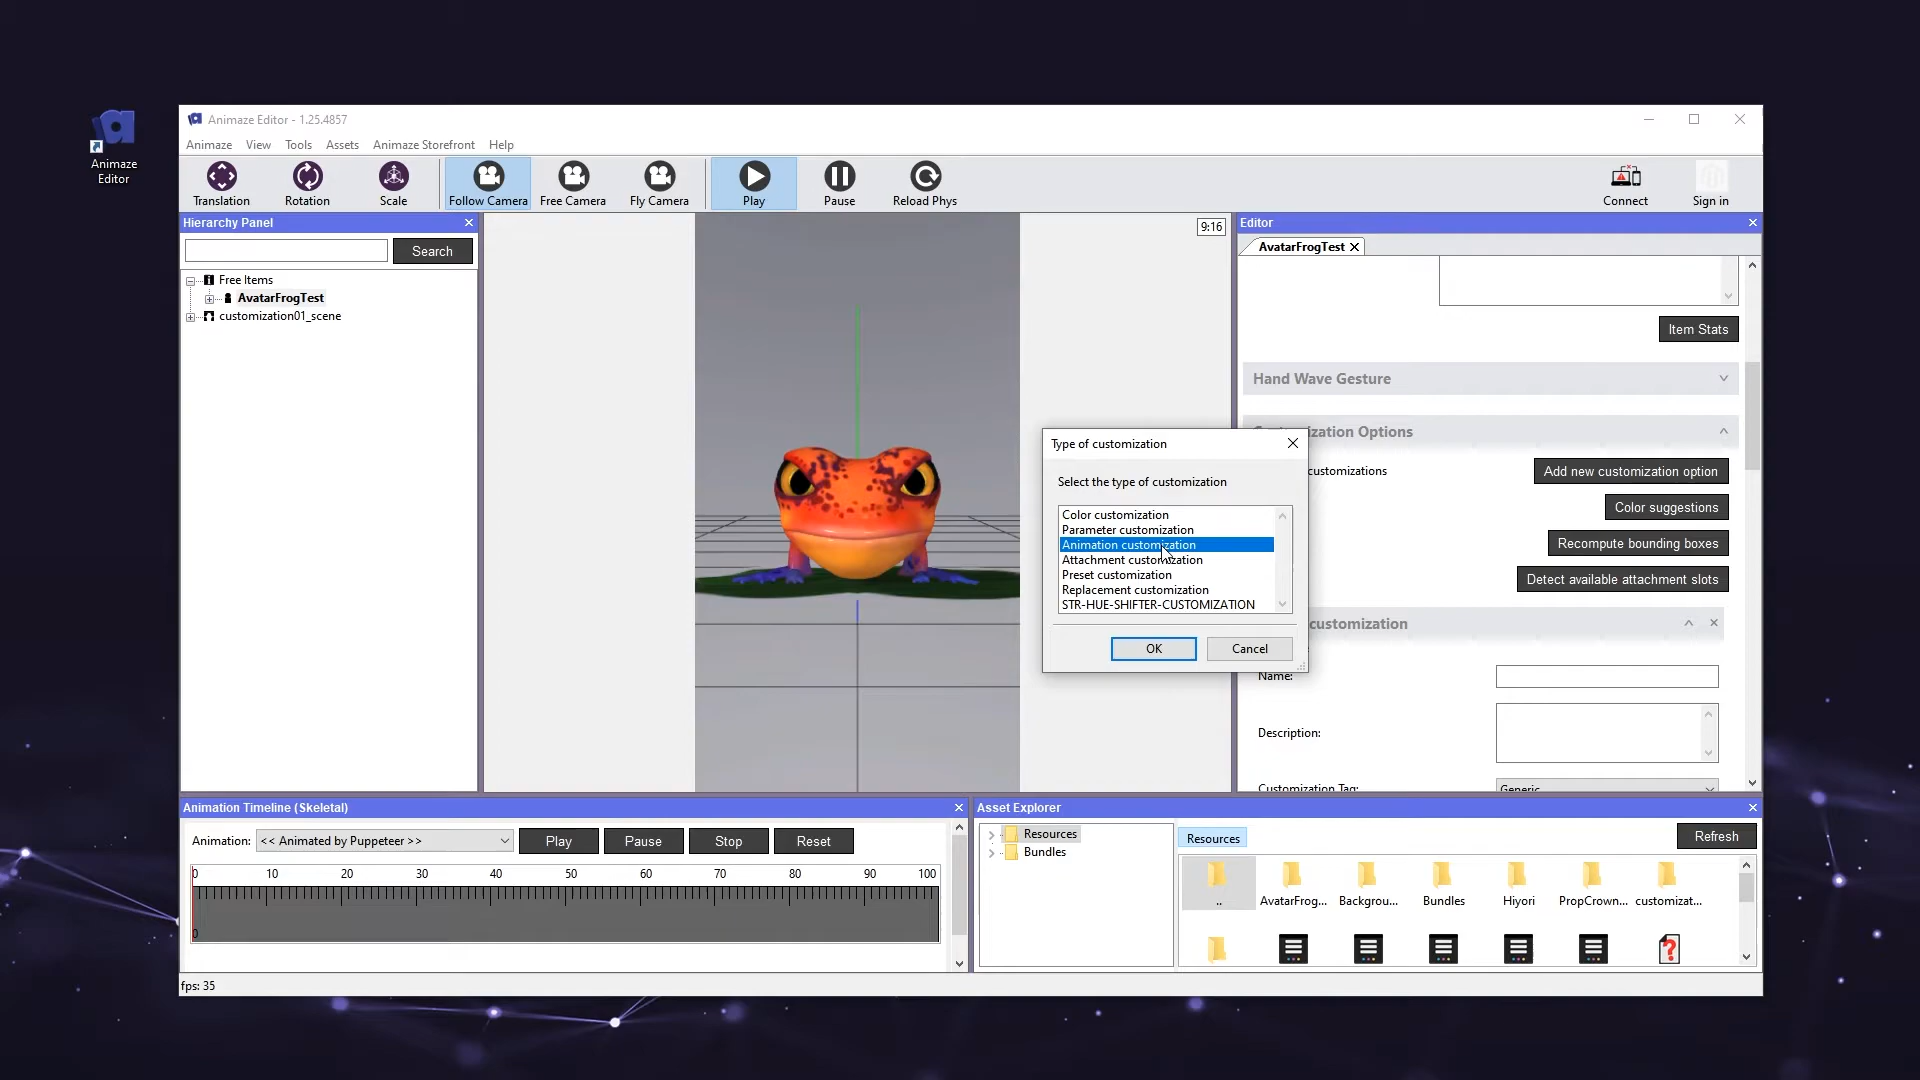 Animaze
Editor
Animaze Editor - 1.25.4857
Animaze View Tools Assets Animaze Storefront Help
Translation Rotation Scale Follow Camera Free Camera Fly Camera Play Pause Reload Phys Connect Sign in
Hierarchy Panel
Search
Free Items
AvatarFrogTest
customization01_scene
9:16
Editor
AvatarFrogTest
Item Stats
Hand Wave Gesture
Customization Options
customizations
Add new customization option
Color suggestions
Recompute bounding boxes
Detect available attachment slots
customization
Name:
Description:
Customization Tag: Generic
Type of customization
Select the type of customization
Color customization
Parameter customization
Animation customization
Attachment customization
Preset customization
Replacement customization
STR-HUE-SHIFTER-CUSTOMIZATION
OK Cancel
Animation Timeline (Skeletal)
Animation: << Animated by Puppeteer >> Play Pause Stop Reset
0 10 20 30 40 50 60 70 80 90 100
0
Asset Explorer
Resources
Bundles
Resources
Refresh
.. AvatarFrog... Backgrou... Bundles Hiyori PropCrown... customizat...
fps: 35